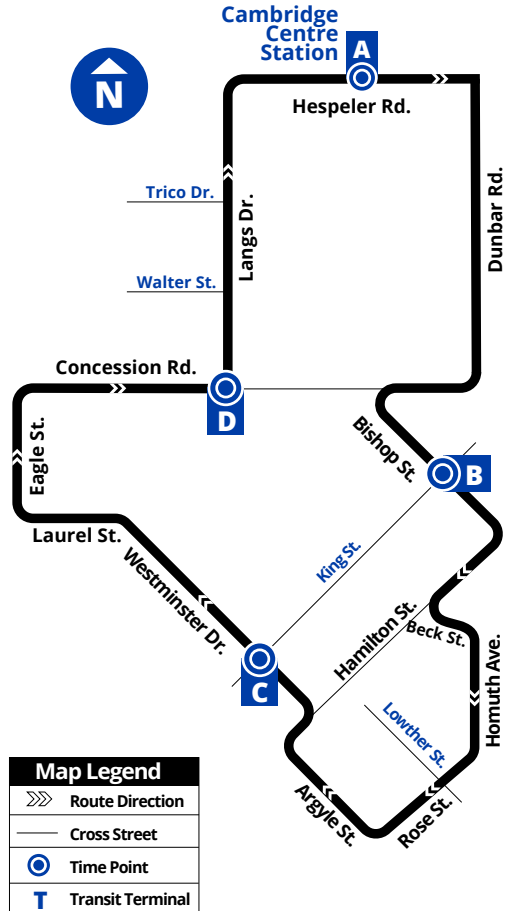 Cambridge
Centre
Station
A
N
Hespeler Rd.
Trico Dr.
Langs Dr.
Dunbar Rd.
Walter St.
Concession Rd.
D
Bishop St.
B
Eagle St.
Laurel St.
Westminster Dr.
King St.
Hamilton St.
Beck St.
C
Homuth Ave.
Lowther St.
Argyle St.
Rose St.
Map Legend
Route Direction
Cross Street
Time Point
T Transit Terminal